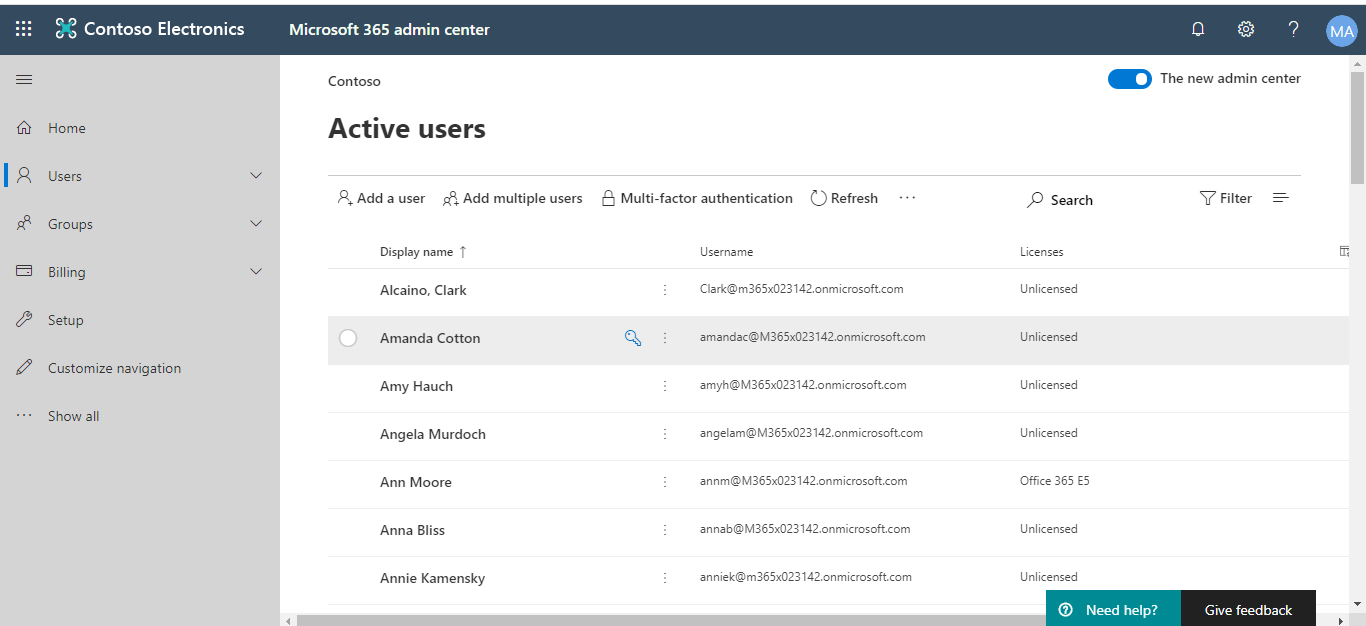 Contoso Electronics
Microsoft 365 admin center
MA
Home
Users
Groups
Billing
Setup
Customize navigation
Show all
Contoso
The new admin center
Active users
Add a user Add multiple users Multi-factor authentication Refresh Search Filter
Display name ↑ Username Licenses
Alcaino, Clark Clark@m365x023142.onmicrosoft.com Unlicensed
Amanda Cotton amandac@M365x023142.onmicrosoft.com Unlicensed
Amy Hauch amyh@M365x023142.onmicrosoft.com Unlicensed
Angela Murdoch angelam@M365x023142.onmicrosoft.com Unlicensed
Ann Moore annm@M365x023142.onmicrosoft.com Office 365 E5
Anna Bliss annab@M365x023142.onmicrosoft.com Unlicensed
Annie Kamensky anniek@m365x023142.onmicrosoft.com Unlicensed
Need help? Give feedback